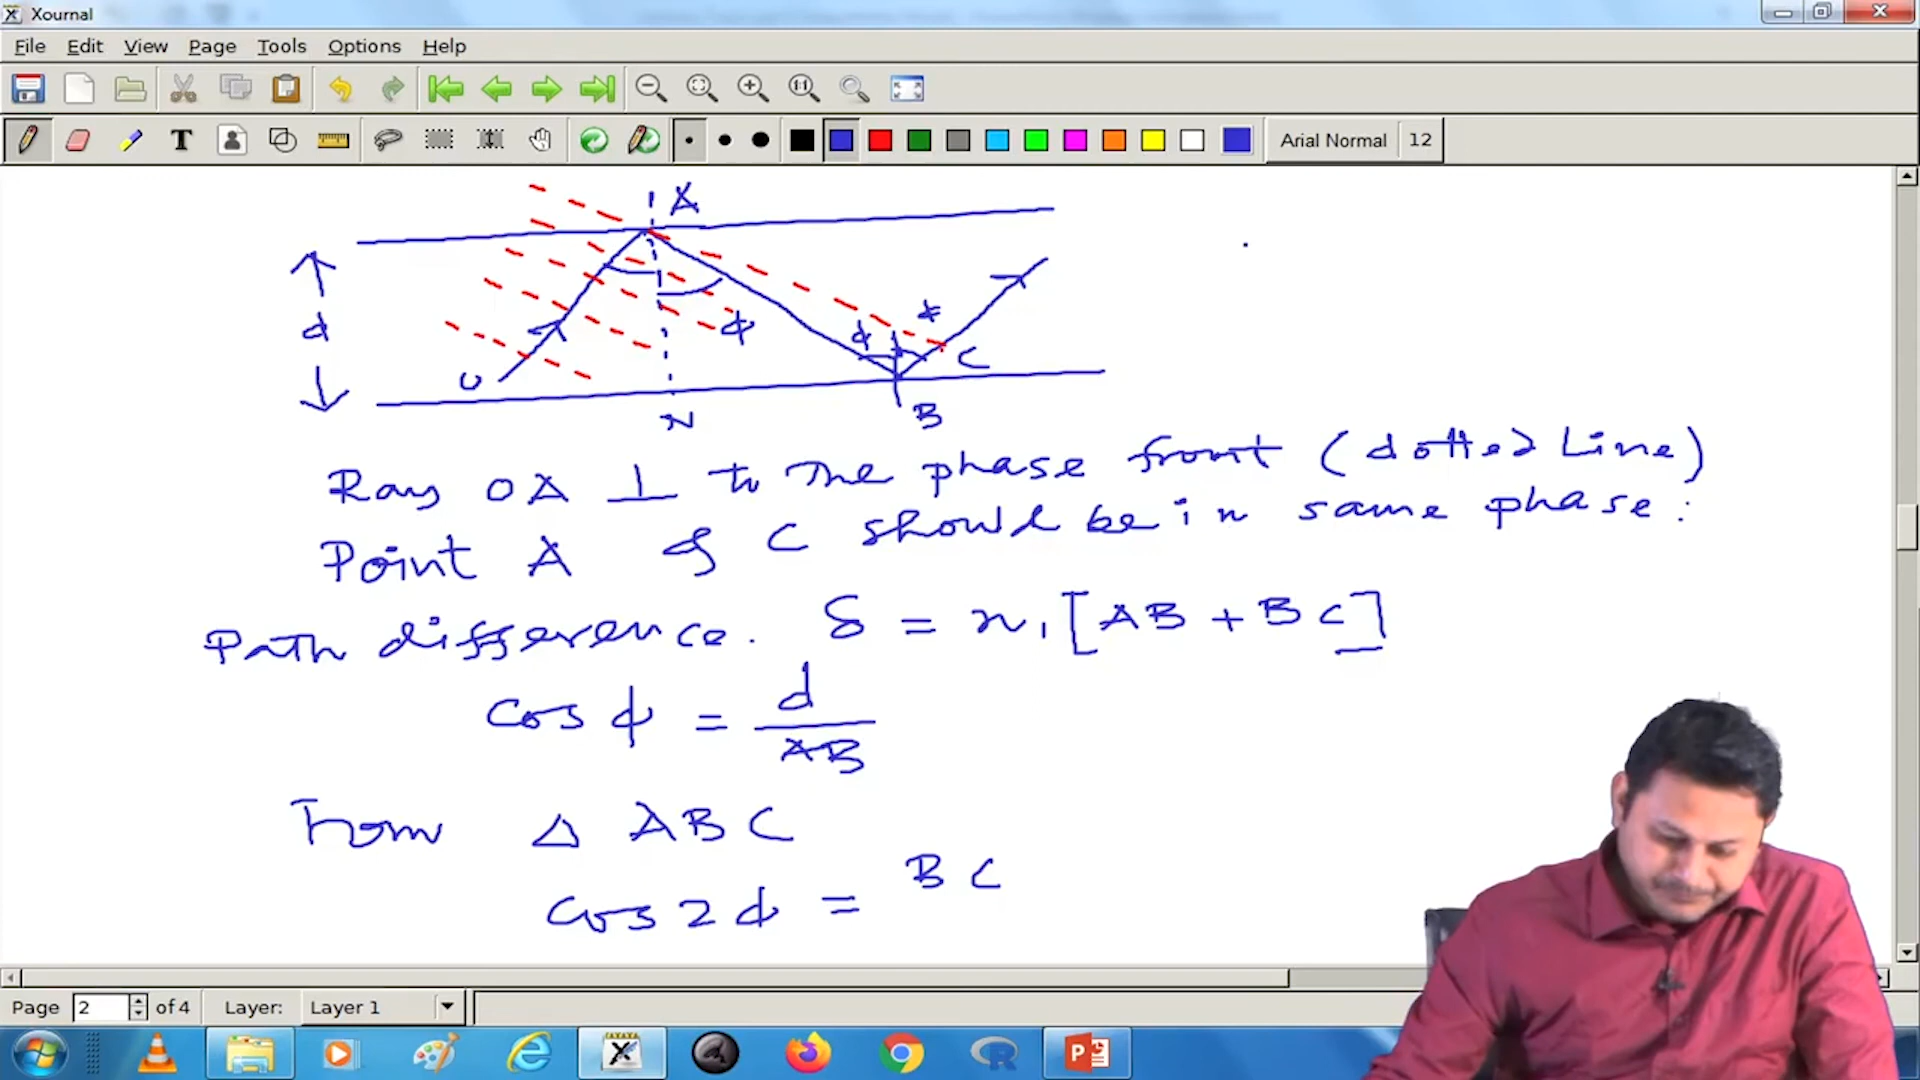 Xournal
File Edit View Page Tools Options Help
Arial Normal 12
A
d
φ
φ
φ
O
C
N
B
Ray OA ⊥ to the phase front (dotted Line)
Point A & C should be in same phase.
Path difference. δ = n₁ [AB + BC]
cos φ = d / AB
From Δ ABC
cos 2φ = BC
Page 2 of 4 Layer: Layer 1